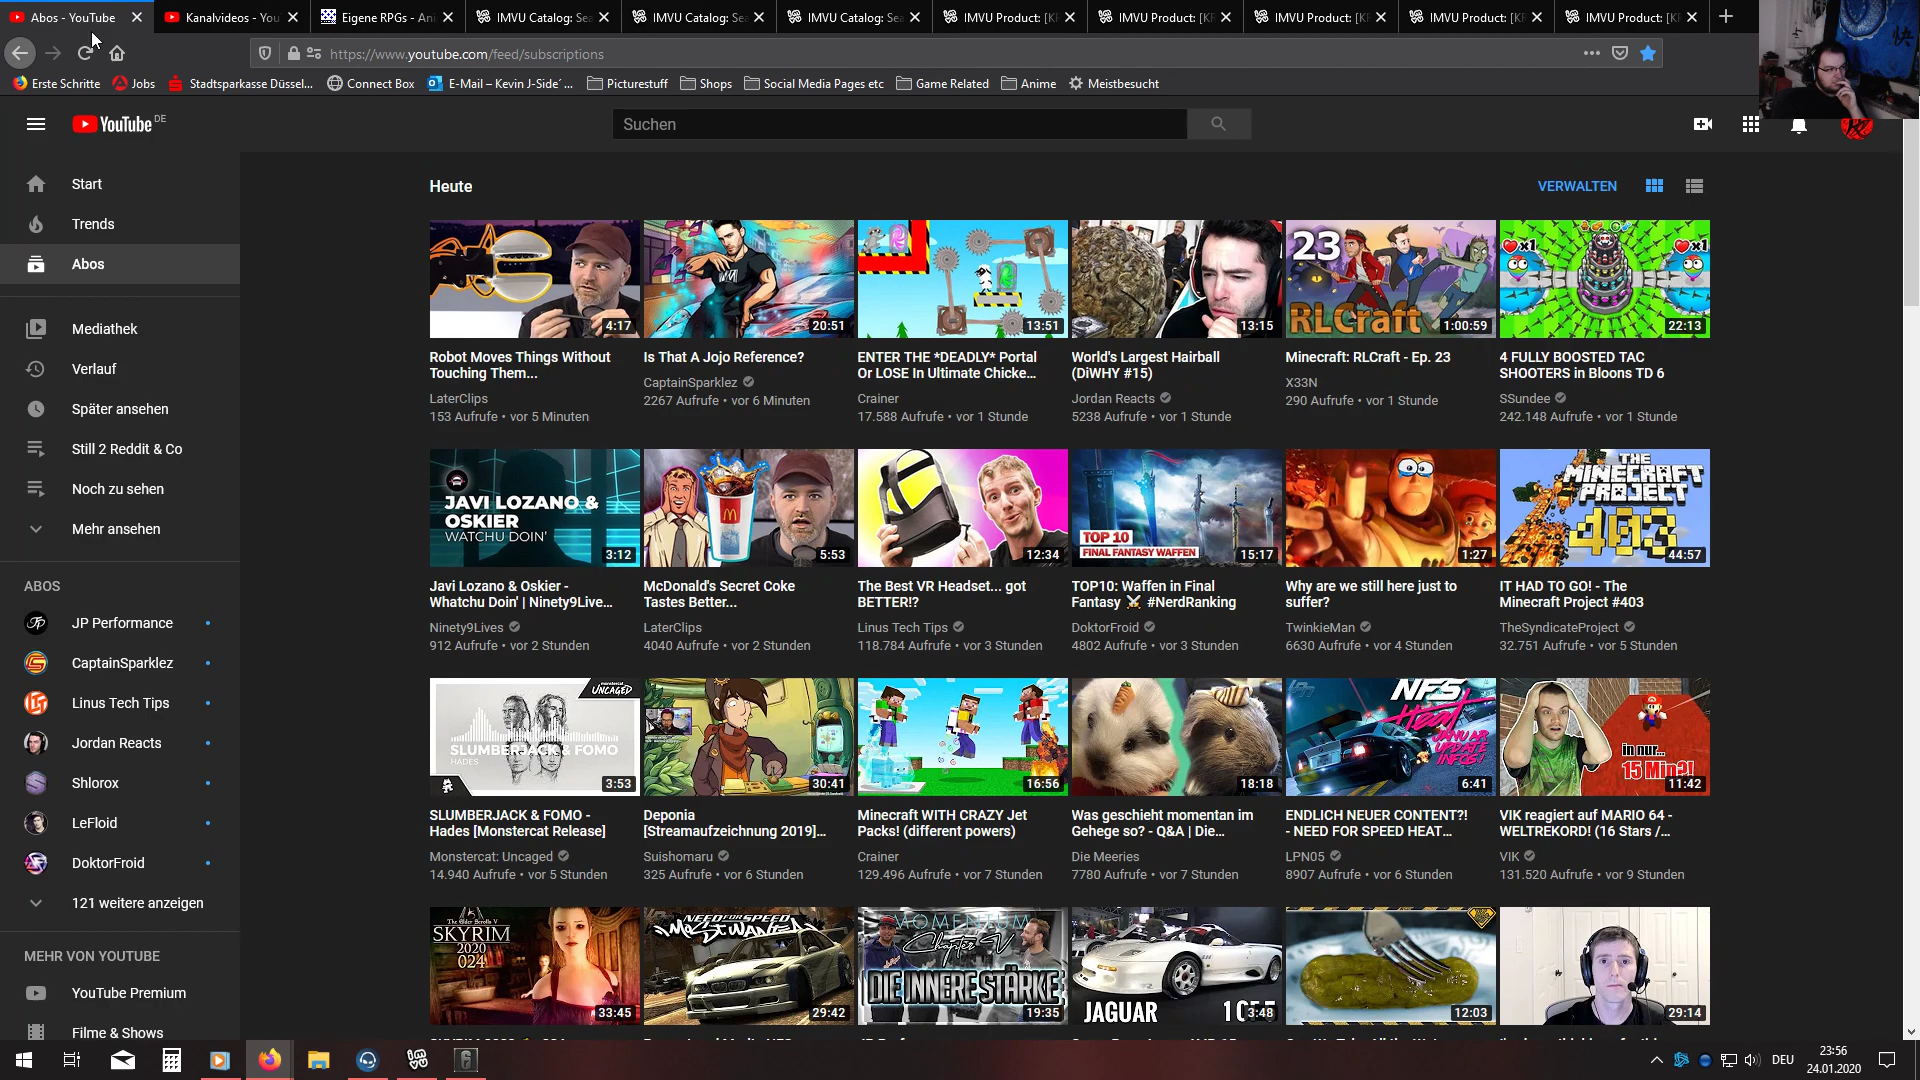 Abos - YouTube
Kanalvideos - You
Eigene RPGs - Ani
IMVU Catalog: Sea
IMVU Catalog: Sea
IMVU Catalog: Sea
IMVU Product: [K
IMVU Product: [K
IMVU Product: [K
IMVU Product: [K
IMVU Product: [K
https://www.youtube.com/feed/subscriptions
Erste Schritte
Jobs
Stadtsparkasse Düssel...
Connect Box
E-Mail – Kevin J-Side´...
Picturestuff
Shops
Social Media Pages etc
Game Related
Anime
Meistbesucht
YouTube DE
Suchen
Start
Trends
Abos
Mediathek
Verlauf
Später ansehen
Still 2 Reddit & Co
Noch zu sehen
Mehr ansehen
ABOS
JP Performance
CaptainSparklez
Linus Tech Tips
Jordan Reacts
Shlorox
LeFloid
DoktorFroid
121 weitere anzeigen
MEHR VON YOUTUBE
YouTube Premium
Filme & Shows
Heute
VERWALTEN
4:17
20:51
13:51
13:15
23
RLCraft
1:00:59
x1
x1
22:13
Robot Moves Things Without
Touching Them...
LaterClips
153 Aufrufe • vor 5 Minuten
Is That A Jojo Reference?
CaptainSparklez
2267 Aufrufe • vor 6 Minuten
ENTER THE *DEADLY* Portal
Or LOSE In Ultimate Chicke...
Crainer
17.588 Aufrufe • vor 1 Stunde
World's Largest Hairball
(DiWHY #15)
Jordan Reacts
5238 Aufrufe • vor 1 Stunde
Minecraft: RLCraft - Ep. 23
X33N
290 Aufrufe • vor 1 Stunde
4 FULLY BOOSTED TAC
SHOOTERS in Bloons TD 6
SSundee
242.148 Aufrufe • vor 1 Stunde
JAVI LOZANO &
OSKIER
WATCHU DOIN'
3:12
5:53
12:34
TOP 10
FINAL FANTASY WAFFEN
15:17
1:27
THE
MINECRAFT
PROJECT
403
44:57
Javi Lozano & Oskier -
Whatchu Doin' | Ninety9Live...
Ninety9Lives
912 Aufrufe • vor 2 Stunden
McDonald's Secret Coke
Tastes Better...
LaterClips
4040 Aufrufe • vor 2 Stunden
The Best VR Headset... got
BETTER!?
Linus Tech Tips
118.784 Aufrufe • vor 3 Stunden
TOP10: Waffen in Final
Fantasy ⚔️ #NerdRanking
DoktorFroid
4802 Aufrufe • vor 3 Stunden
Why are we still here just to
suffer?
TwinkieMan
6630 Aufrufe • vor 4 Stunden
IT HAD TO GO! - The
Minecraft Project #403
TheSyndicateProject
32.751 Aufrufe • vor 5 Stunden
monstercat
UNCAGED
SLUMBERJACK & FOMO
HADES
3:53
30:41
16:56
18:18
NFS
Heat
JANUAR
UPDATE
INFOS!
6:41
in nur...
15 Min?!
11:42
SLUMBERJACK & FOMO -
Hades [Monstercat Release]
Monstercat: Uncaged
14.940 Aufrufe • vor 5 Stunden
Deponia
[Streamaufzeichnung 2019]...
Suishomaru
325 Aufrufe • vor 6 Stunden
Minecraft WITH CRAZY Jet
Packs! (different powers)
Crainer
129.496 Aufrufe • vor 7 Stunden
Was geschieht momentan im
Gehege so? - Q&A | Die...
Die Meeries
7780 Aufrufe • vor 7 Stunden
ENDLICH NEUER CONTENT?!
- NEED FOR SPEED HEAT...
LPN05
8907 Aufrufe • vor 6 Stunden
VIK reagiert auf MARIO 64 -
WELTREKORD! (16 Stars /...
VIK
131.520 Aufrufe • vor 9 Stunden
The Elder Scrolls V
SKYRIM
2020
024
33:45
NEED FOR SPEED
MOST WANTED
29:42
MOMENTUM
Chapter V
DIE INNERE STÄRKE
19:35
JAGUAR
3:48
12:03
29:14
DEU
23:56
24.01.2020